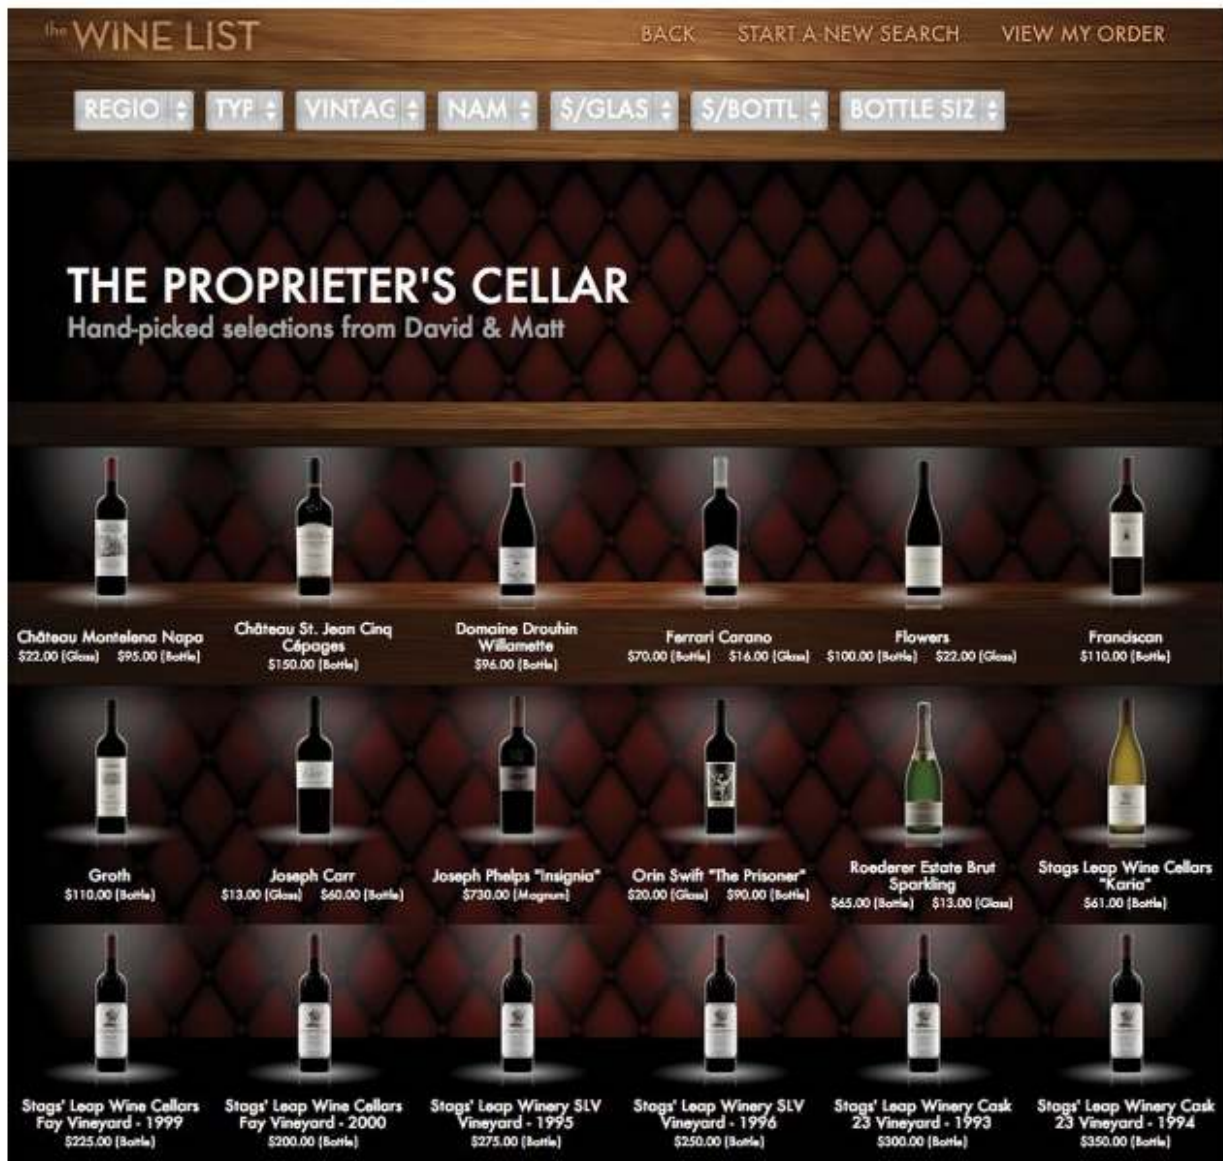 the WINE LIST
BACK START A NEW SEARCH VIEW MY ORDER
REGIO TYP VINTAG NAM $/GLAS $/BOTTL BOTTLE SIZ
THE PROPRIETER'S CELLAR
Hand-picked selections from David & Matt
Château Montelena Napa
$22.00 (Glass) $95.00 (Bottle)
Château St. Jean Cinq
Cépages
$150.00 (Bottle)
Domaine Drouhin
Willamette
$96.00 (Bottle)
Ferrari Carano
$70.00 (Bottle) $16.00 (Glass)
Flowers
$100.00 (Bottle) $22.00 (Glass)
Franciscan
$110.00 (Bottle)
Groth
$110.00 (Bottle)
Joseph Carr
$13.00 (Glass) $60.00 (Bottle)
Joseph Phelps "Insignia"
$730.00 (Magnum)
Orin Swift "The Prisoner"
$20.00 (Glass) $90.00 (Bottle)
Roederer Estate Brut
Sparkling
$65.00 (Bottle) $13.00 (Glass)
Stags Leap Wine Cellars
"Karia"
$61.00 (Bottle)
Stags' Leap Wine Cellars
Fay Vineyard - 1999
$225.00 (Bottle)
Stags' Leap Wine Cellars
Fay Vineyard - 2000
$200.00 (Bottle)
Stags' Leap Winery SLV
Vineyard - 1995
$275.00 (Bottle)
Stags' Leap Winery SLV
Vineyard - 1996
$250.00 (Bottle)
Stags' Leap Winery Cask
23 Vineyard - 1993
$300.00 (Bottle)
Stags' Leap Winery Cask
23 Vineyard - 1994
$350.00 (Bottle)